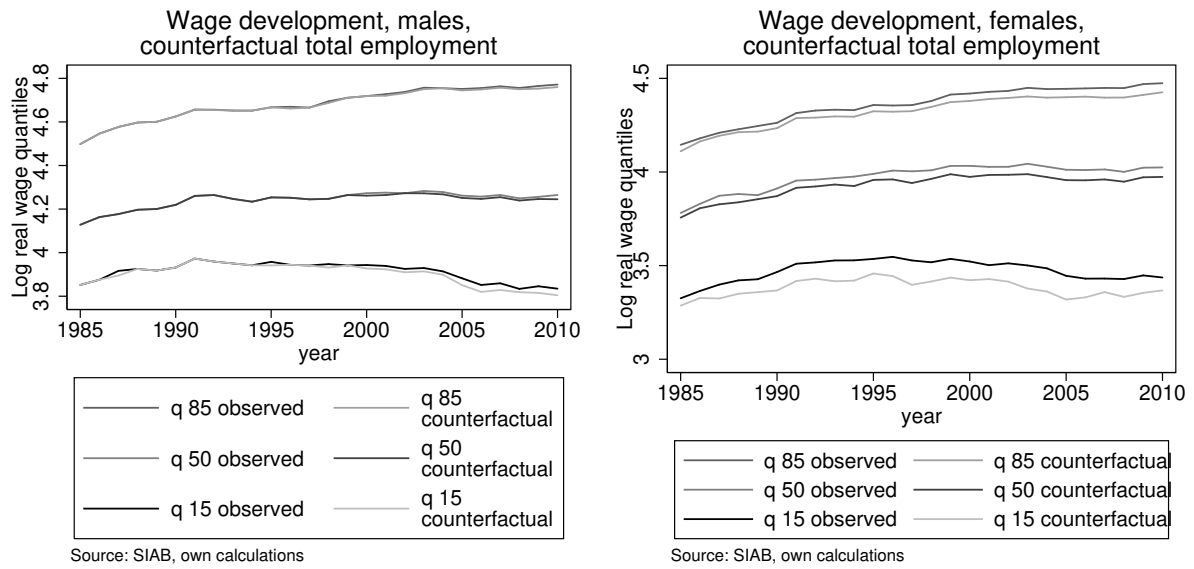 Wage development, males,
counterfactual total employment
Log real wage quantiles
4.8
4.6
4.4
4.2
4
3.8
1985 1990 1995 2000 2005 2010
year
q 85 observed
q 85
counterfactual
q 50 observed
q 50
counterfactual
q 15 observed
q 15
counterfactual
Source: SIAB, own calculations
Wage development, females,
counterfactual total employment
Log real wage quantiles
4.5
4
3.5
3
1985 1990 1995 2000 2005 2010
year
q 85 observed q 85 counterfactual
q 50 observed q 50 counterfactual
q 15 observed q 15 counterfactual
Source: SIAB, own calculations